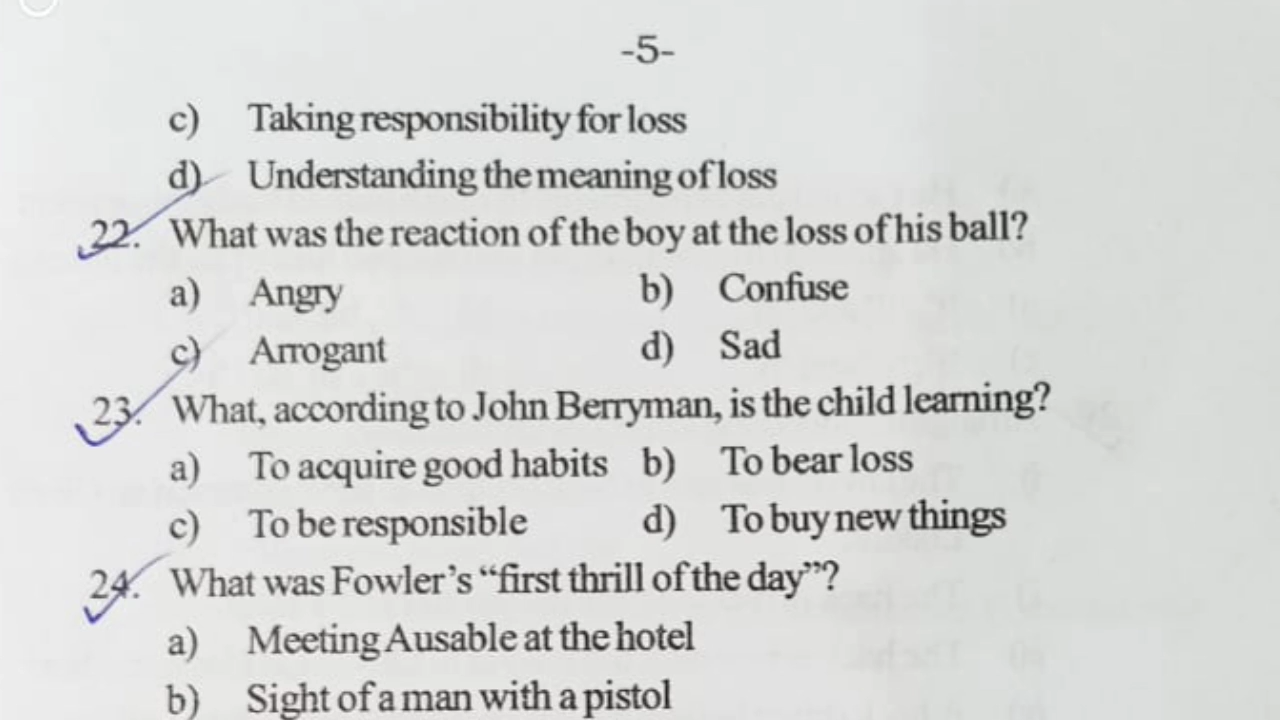 -5-
c) Taking responsibility for loss
d) Understanding the meaning of loss
22. What was the reaction of the boy at the loss of his ball?
a) Angry b) Confuse
c) Arrogant d) Sad
23. What, according to John Berryman, is the child learning?
a) To acquire good habits b) To bear loss
c) To be responsible d) To buy new things
24. What was Fowler's “first thrill of the day”?
a) Meeting Ausable at the hotel
b) Sight of a man with a pistol